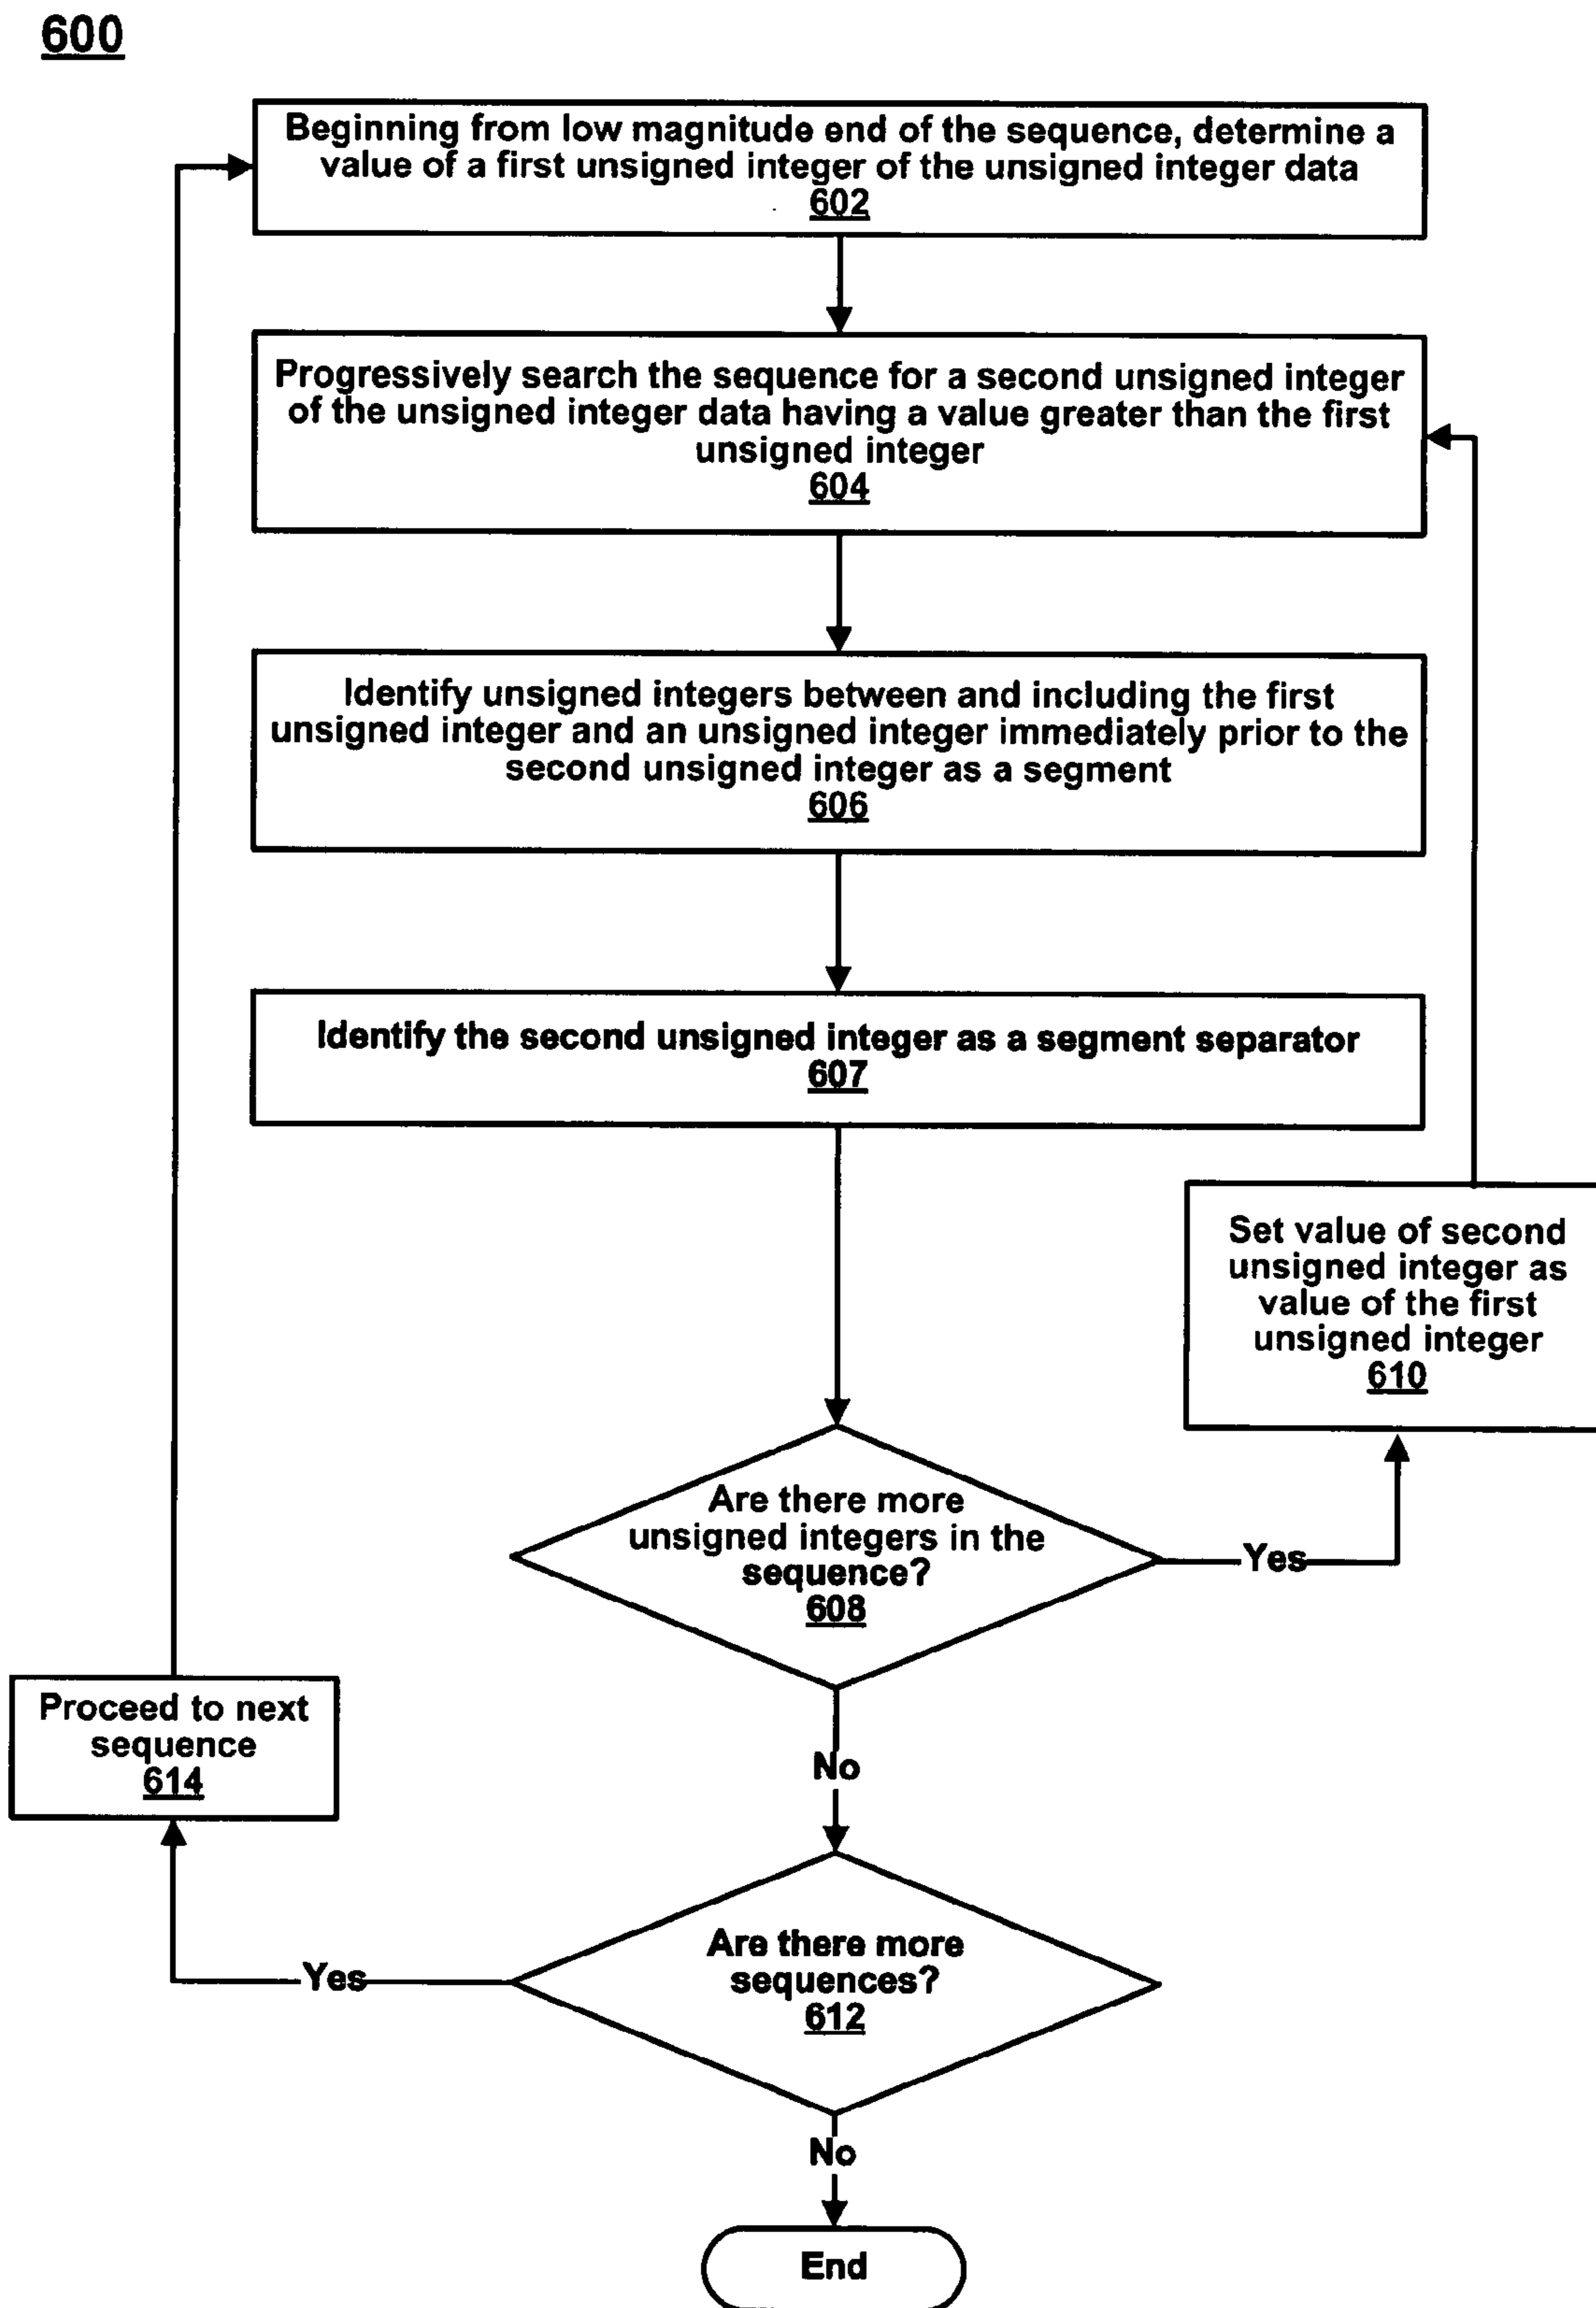 600
Beginning from low magnitude end of the sequence, determine a
value of a first unsigned integer of the unsigned integer data
602
Progressively search the sequence for a second unsigned integer
of the unsigned integer data having a value greater than the first
unsigned integer
604
Identify unsigned integers between and including the first
unsigned integer and an unsigned integer immediately prior to the
second unsigned integer as a segment
606
Identify the second unsigned integer as a segment separator
607
Set value of second
unsigned integer as
value of the first
unsigned integer
610
Are there more
unsigned integers in the
sequence?
608
Yes
Proceed to next
sequence
614
No
Are there more
sequences?
612
Yes
No
End